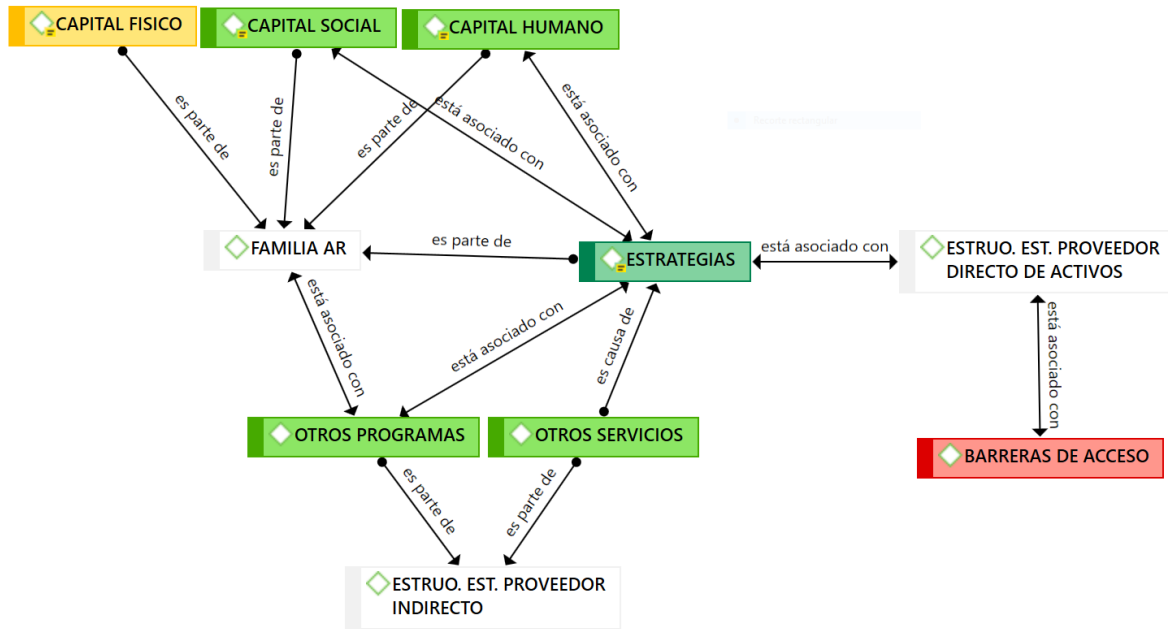 CAPITAL FISICO
CAPITAL SOCIAL
CAPITAL HUMANO
es parte de
es parte de
es parte de
está asociado con
está asociado con
FAMILIA AR
es parte de
ESTRATEGIAS
está asociado con
ESTRUO. EST. PROVEEDOR
DIRECTO DE ACTIVOS
está asociado con
está asociado con
es causa de
está asociado con
OTROS PROGRAMAS
OTROS SERVICIOS
BARRERAS DE ACCESO
es parte de
es parte de
ESTRUO. EST. PROVEEDOR
INDIRECTO